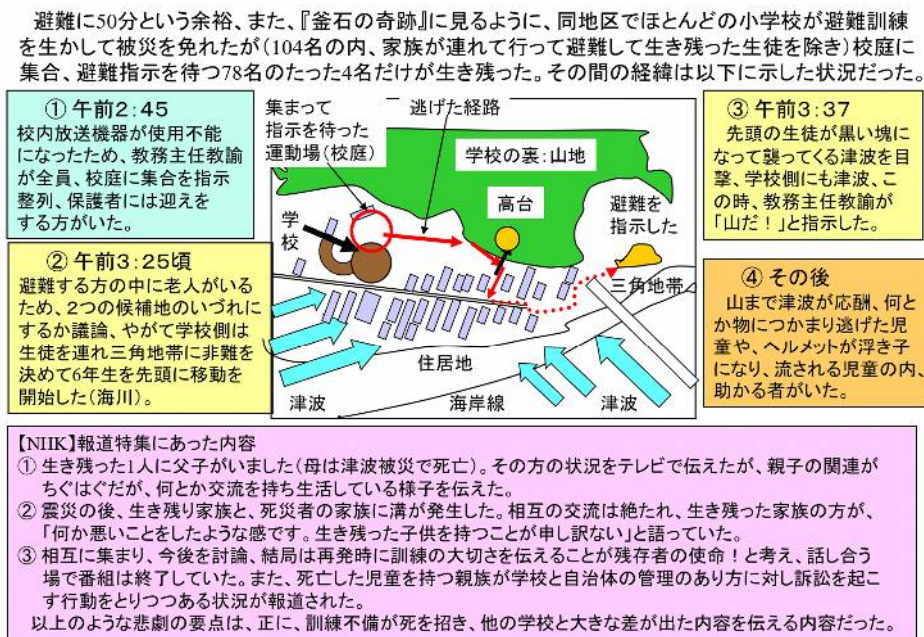 避難に50分という余裕、また、『釜石の奇跡』に見るように、同地区でほとんどの小学校が避難訓練
を生かして被災を免れたが（104名の内、家族が連れて行って避難して生き残った生徒を除き）校庭に
集合、避難指示を待つ78名のたった4名だけが生き残った。その間の経緯は以下に示した状況だった。
① 午前2：45
校内放送機器が使用不能
になったため、教務主任教諭
が全員、校庭に集合を指示
整列、保護者には迎えを
する方がいた。
② 午前3：25頃
避難する方の中に老人がいる
ため、2つの候補地のいづれに
するか議論、やがて学校側は
生徒を連れ三角地帯に非難を
決めて6年生を先頭に移動を
開始した（海川）。
集まって
指示を待った
運動場（校庭）
逃げた経路
学校の裏：山地
高台
避難を
指示した
学校
三角地帯
住居地
津波
海岸線
津波
③ 午前3：37
先頭の生徒が黒い塊に
なって襲ってくる津波を目
撃、学校側にも津波、こ
の時、教務主任教諭が
「山だ！」と指示した。
④ その後
山まで津波が応酬、何と
か物につかまり逃げた児
童や、ヘルメットが浮き子
になり、流される児童の内、
助かる者がいた。
【NHK】報道特集にあった内容
① 生き残った1人に父子がいました（母は津波被災で死亡）。その方の状況をテレビで伝えたが、親子の関連が
ちぐはぐだが、何とか交流を持ち生活している様子を伝えた。
② 震災の後、生き残り家族と、死災者の家族に溝が発生した。相互の交流は絶たれ、生き残った家族の方が、
「何か悪いことをしたような感です。生き残った子供を持つことが申し訳ない」と語っていた。
③ 相互に集まり、今後を討論、結局は再発時に訓練の大切さを伝えることが残存者の使命！と考え、話し合う
場で番組は終了していた。また、死亡した児童を持つ親族が学校と自治体の管理のあり方に対し訴訟を起こ
す行動をとりつつある状況が報道された。
以上のような悲劇の要点は、正に、訓練不備が死を招き、他の学校と大きな差が出た内容を伝える内容だった。